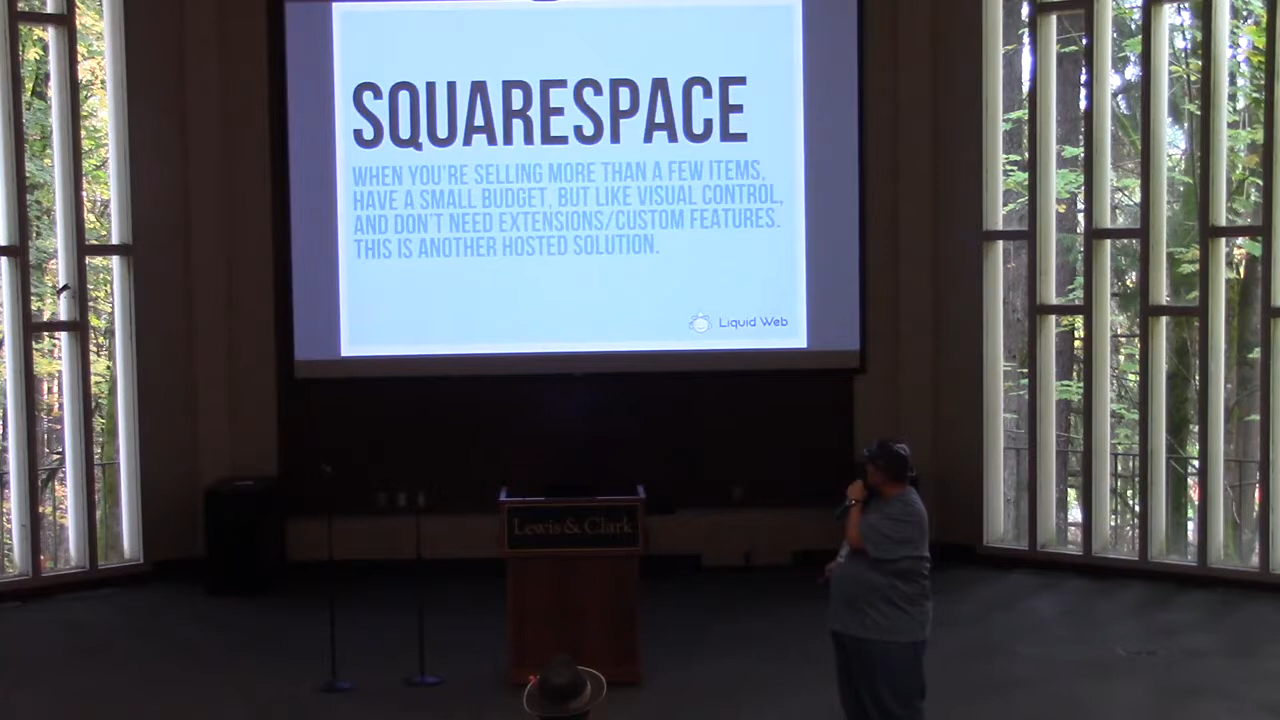 SQUARESPACE
WHEN YOU'RE SELLING MORE THAN A FEW ITEMS,
HAVE A SMALL BUDGET, BUT LIKE VISUAL CONTROL,
AND DON'T NEED EXTENSIONS/CUSTOM FEATURES.
THIS IS ANOTHER HOSTED SOLUTION.
Liquid Web
Lewis & Clark